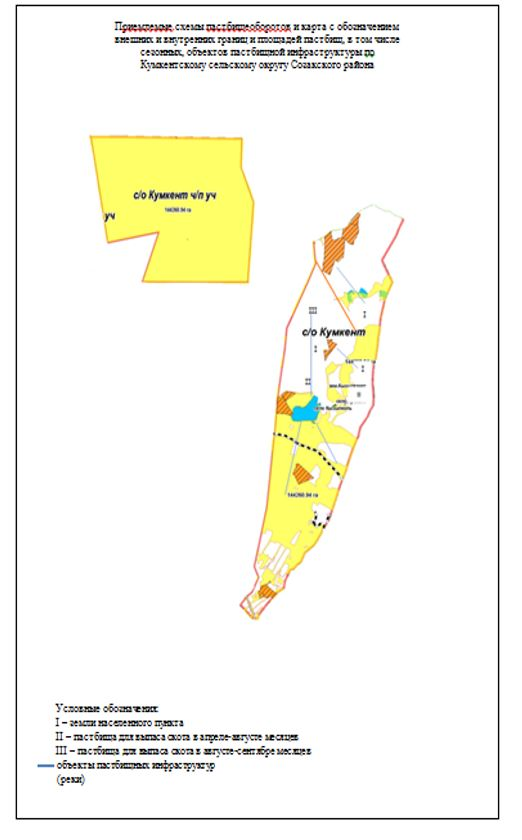 Приемлемые схемы пастбищеоборотов и карта с обозначением
внешних и внутренних границ и площадей пастбищ, в том числе
сезонных, объектов пастбищной инфраструктуры по
Кумкентскому сельскому округу Созакского района
с/о Кумкент ч/п уч
144260.94 га
уч
III
I
с/о Кумкент
I
I
II
II
144260.94 га
Условные обозначения:
I – земли населенного пункта
II – пастбища для выпаса скота в апреле-августе месяцев
III – пастбища для выпаса скота в августе-сентябре месяцев
объекты пастбищных инфраструктур
(реки)